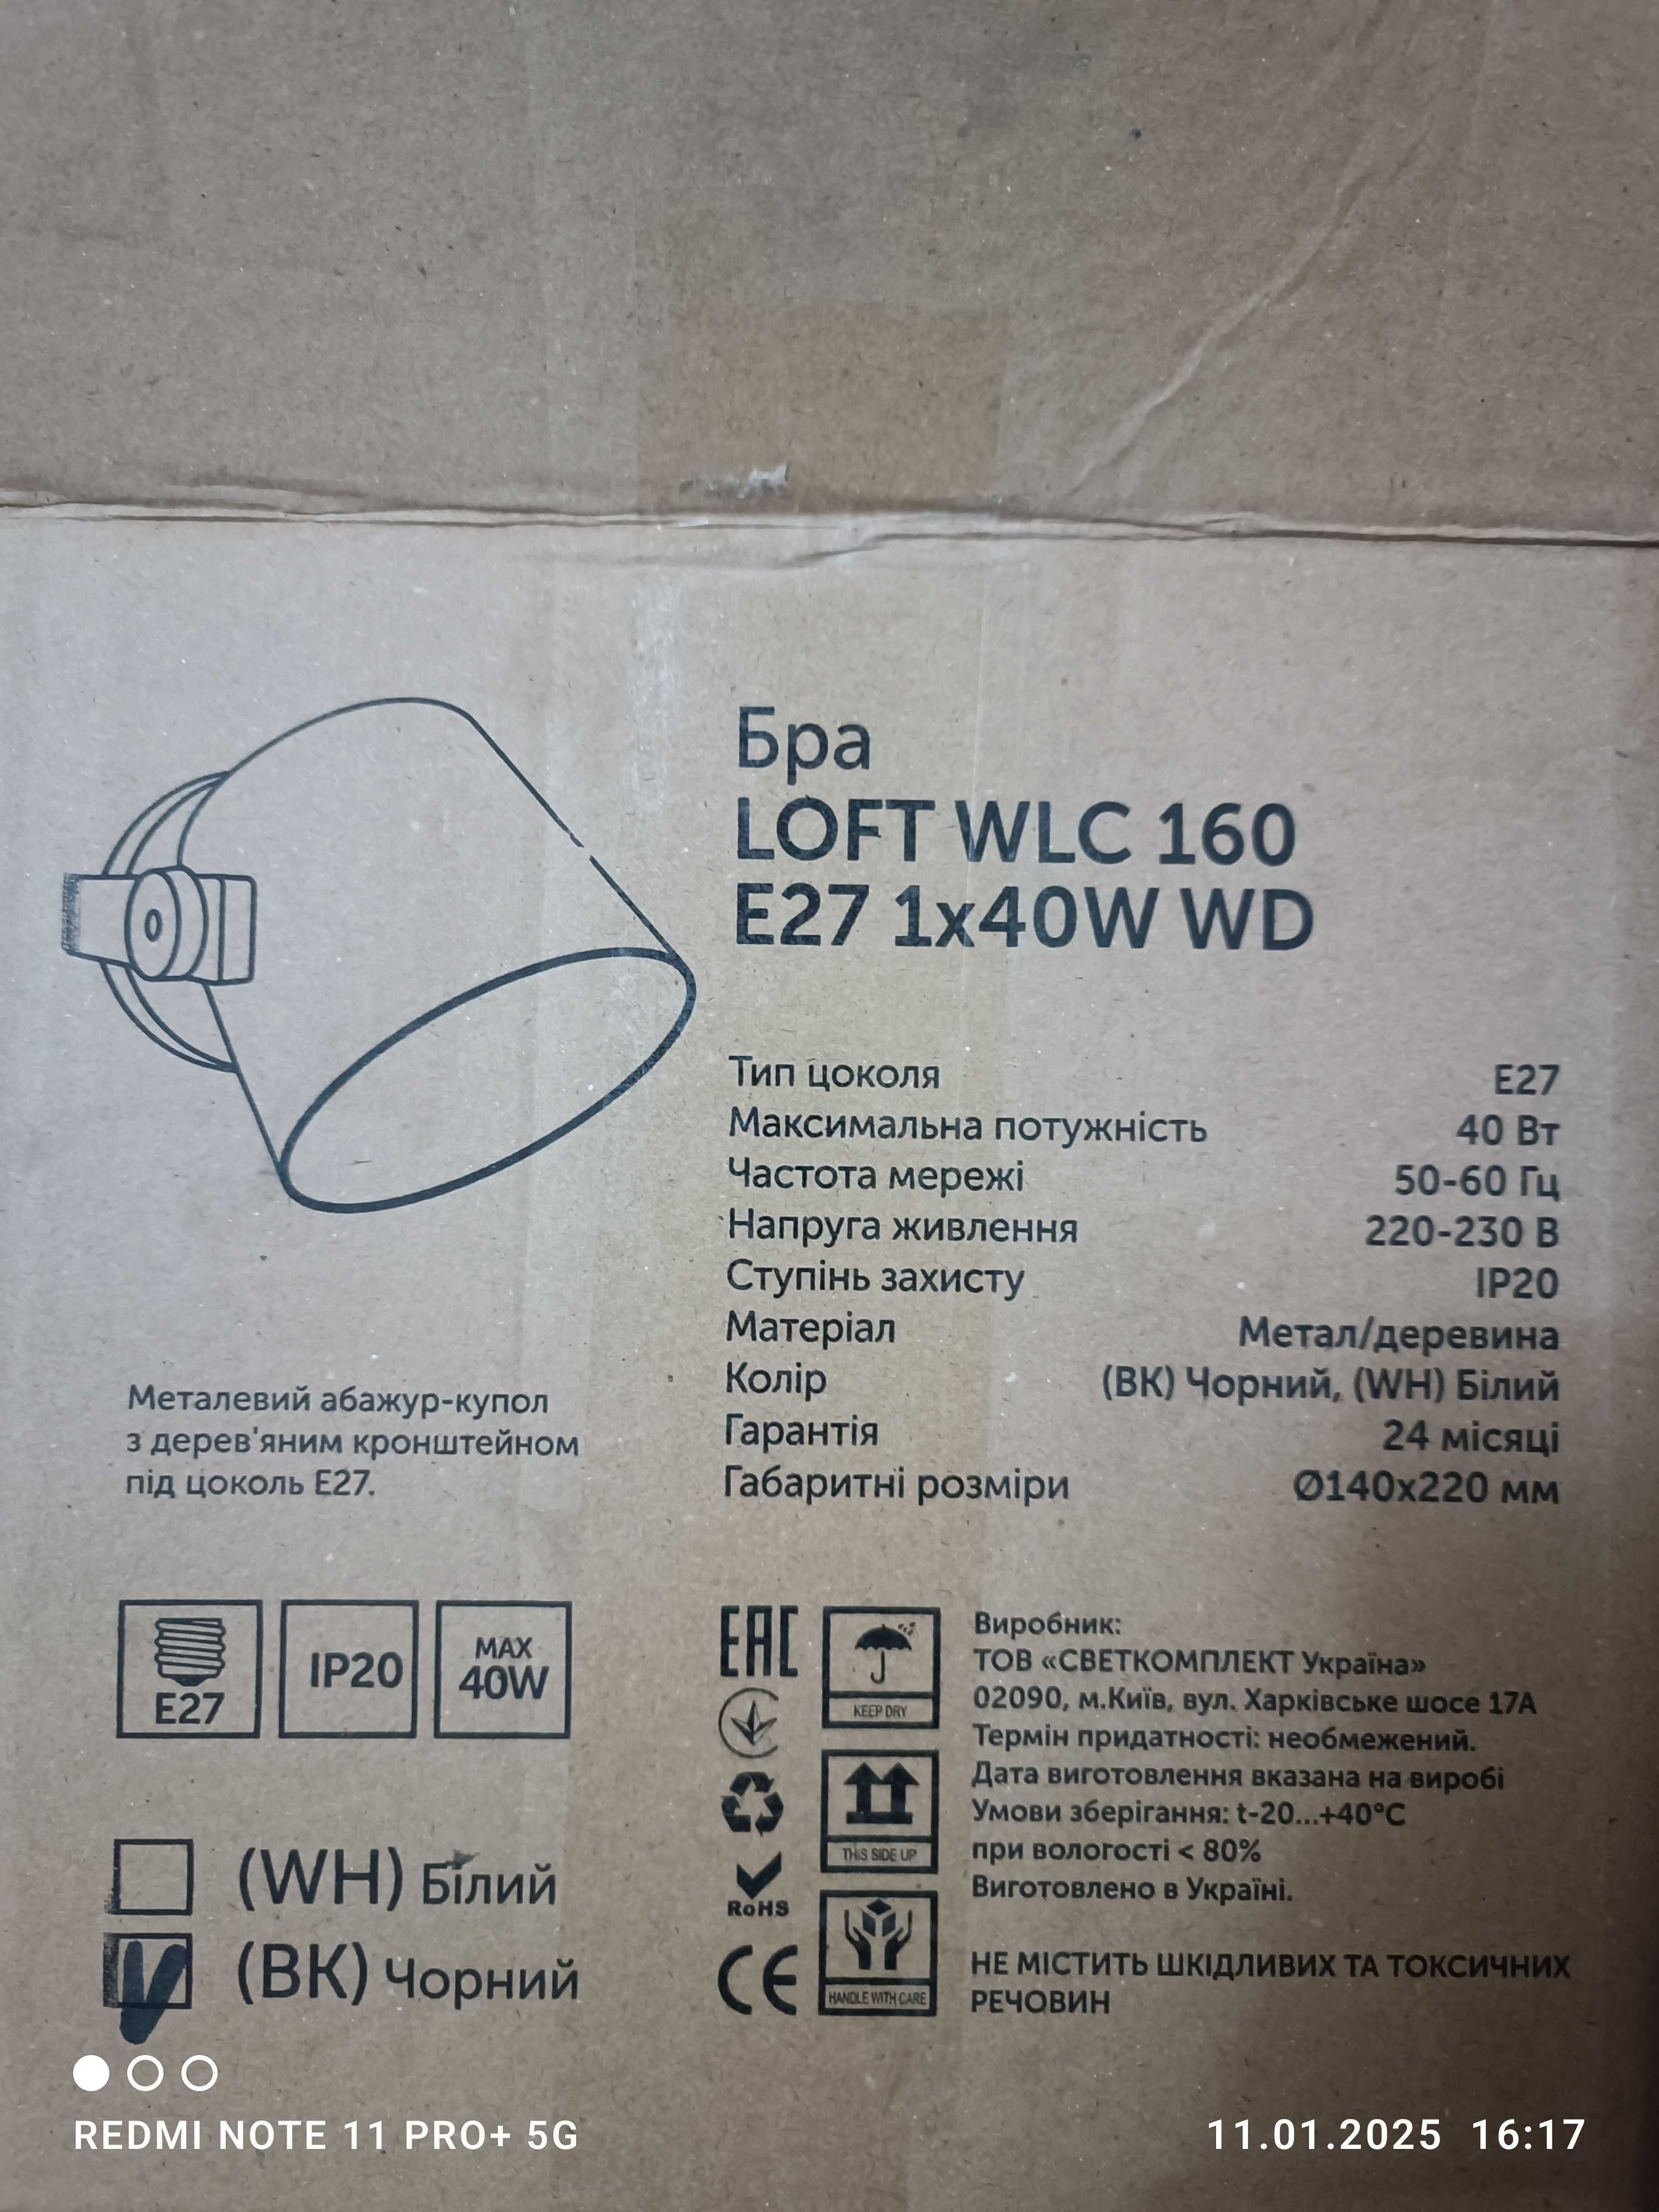 Бра
LOFT WLC 160
E27 1x40W WD
Тип цоколя E27
Максимальна потужність 40 Вт
Частота мережі 50-60 Гц
Напруга живлення 220-230 В
Ступінь захисту IP20
Матеріал Метал/деревина
Колір (BK) Чорний, (WH) Білий
Гарантія 24 місяці
Габаритні розміри Ø140x220 мм
Металевий абажур-купол
з дерев'яним кронштейном
під цоколь E27.
E27
IP20
MAX
40W
(WH) Білий
(BK) Чорний
EAC
RoHS
CE
KEEP DRY
THIS SIDE UP
HANDLE WITH CARE
Виробник:
ТОВ «СВЕТКОМПЛЕКТ Україна»
02090, м.Київ, вул. Харківське шосе 17А
Термін придатності: необмежений.
Дата виготовлення вказана на виробі
Умови зберігання: t-20...+40°C
при вологості < 80%
Виготовлено в Україні.
НЕ МІСТИТЬ ШКІДЛИВИХ ТА ТОКСИЧНИХ
РЕЧОВИН
REDMI NOTE 11 PRO+ 5G
11.01.2025 16:17